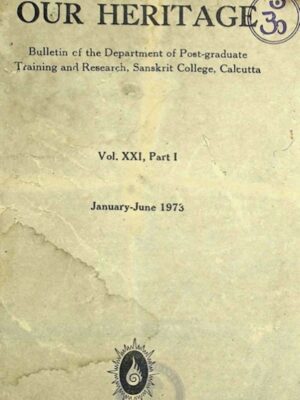 OUR HERITAGE
Bulletin of the Department of Post-graduate
Training and Research, Sanskrit College, Calcutta
Vol. XXI, Part I
January-June 1973